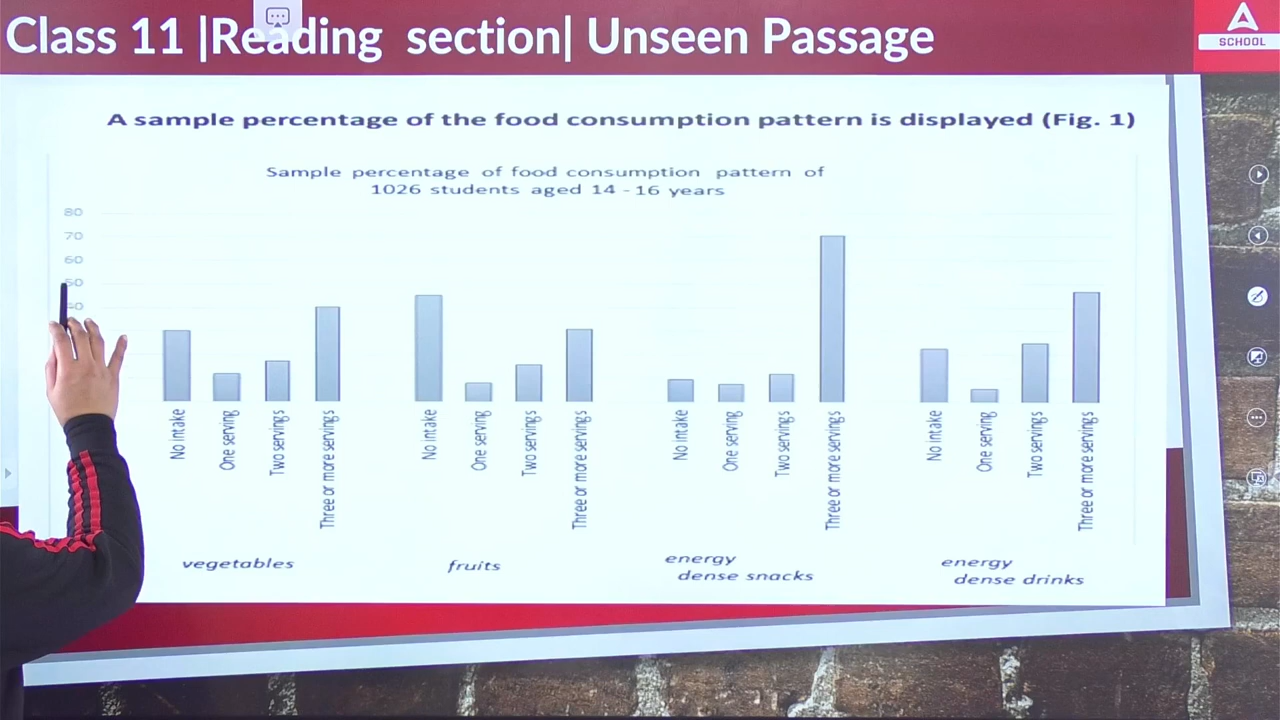 Class 11 |Reading section| Unseen Passage
SCHOOL
A sample percentage of the food consumption pattern is displayed (Fig. 1)
Sample percentage of food consumption pattern of
1026 students aged 14 - 16 years
80
70
60
No intake
One serving
Two servings
Three or more servings
No intake
One serving
Two servings
Three or more servings
No intake
One serving
Two servings
Three or more servings
No intake
One serving
Two servings
Three or more servings
vegetables
fruits
energy
dense snacks
energy
dense drinks